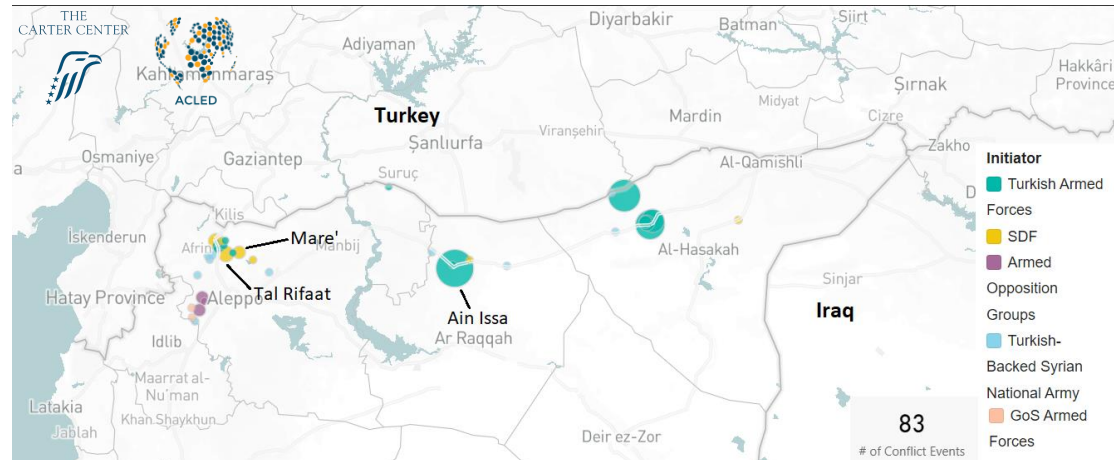 THE
CARTER CENTER
ACLED
Diyarbakir
Batman
Siirt
Adiyaman
Kahramanmaraş
Hakkâri
Province
Şırnak
Turkey
Midyat
Mardin
Cizre
Viranşehir
Şanlıurfa
Osmaniye
Gaziantep
Zakho
Al-Qamishli
Suruç
a
Kilis
İskenderun
Mare'
Manbij
Afrin
Al-Hasakah
Sinjar
Hatay Province
Tal Rifaat
Aleppo
Ain Issa
Iraq
Ar Raqqah
Idlib
Maarrat al-
Nu'man
Latakia
Khan Shaykhun
Jablah
Deir ez-Zor
D
Initiator
Turkish Armed
Forces
SDF
Armed
Opposition
Groups
Turkish-
Backed Syrian
National Army
GoS Armed
Forces
83
# of Conflict Events